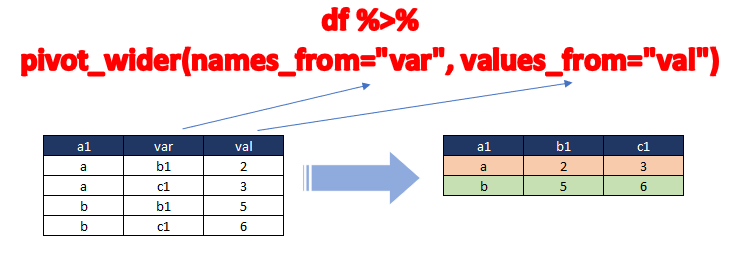 df %>%
pivot_wider(names_from="var", values_from="val")
a1 var val
a b1 2
a c1 3
b b1 5
b c1 6
a1 b1 c1
a 2 3
b 5 6